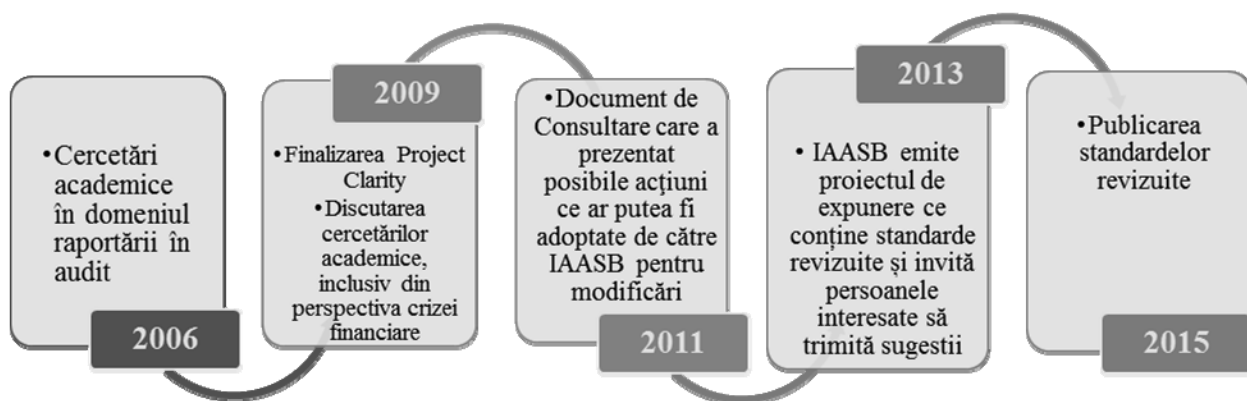 2006
•Cercetări
academice
în domeniul
raportării în
audit
2009
•Finalizarea Project
Clarity
•Discutarea
cercetărilor
academice,
inclusiv din
perspectiva crizei
financiare
•Document de
Consultare care a
prezentat
posibile acţiuni
ce ar putea fi
adoptate de către
IAASB pentru
modificări
2011
2013
• IAASB emite
proiectul de
expunere ce
conține standarde
revizuite și invită
persoanele
interesate să
trimită sugestii
•Publicarea
standardelor
revizuite
2015